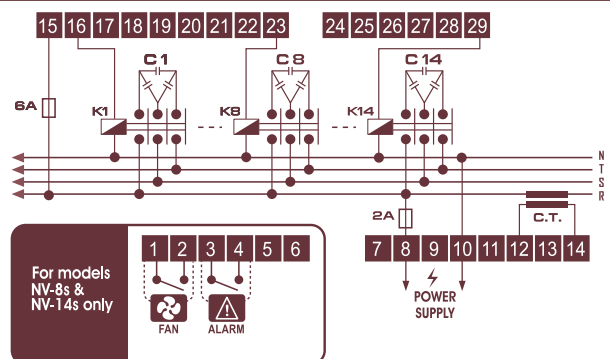 15 16 17 18 19 20 21 22 23 24 25 26 27 28 29
C1 C8 C14
6A K1 K8 K14
N
T
S
R
2A C.T.
1 2 3 4 5 6 7 8 9 10 11 12 13 14
For models
NV-8s &
NV-14s only
FAN ALARM
POWER
SUPPLY